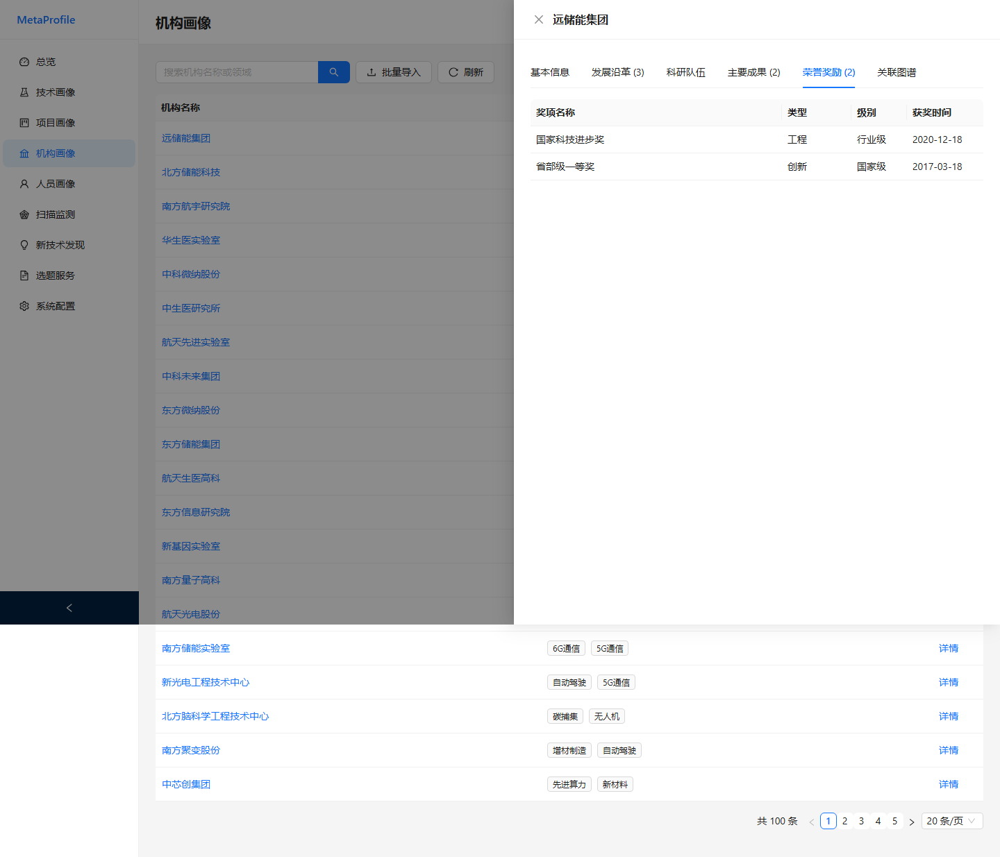 MetaProfile
总览
技术画像
项目画像
机构画像
人员画像
扫描监测
新技术发现
选题服务
系统配置
机构画像
搜索机构名称或领域
批量导入
刷新
机构名称
远储能集团
北方储能科技
南方航宇研究院
华生医实验室
中科微纳股份
中生医研究所
航天先进实验室
中科未来集团
东方微纳股份
东方储能集团
航天生医高科
东方信息研究院
新基因实验室
南方量子高科
航天光电股份
南方储能实验室 6G通信 5G通信 详情
新光电工程技术中心 自动驾驶 5G通信 详情
北方脑科学工程技术中心 碳捕集 无人机 详情
南方聚变股份 增材制造 自动驾驶 详情
中芯创集团 先进算力 新材料 详情
共 100 条 < 1 2 3 4 5 > 20 条/页
远储能集团
基本信息 发展沿革 (3) 科研队伍 主要成果 (2) 荣誉奖励 (2) 关联图谱
奖项名称 类型 级别 获奖时间
国家科技进步奖 工程 行业级 2020-12-18
省部级一等奖 创新 国家级 2017-03-18